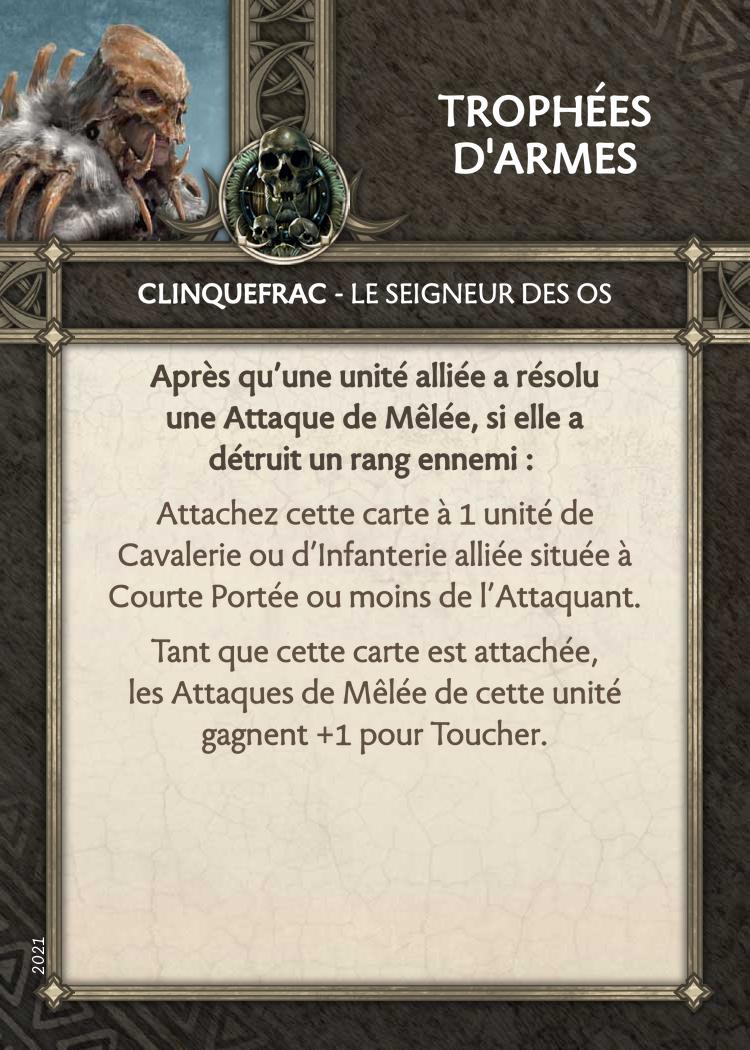 TROPHÉES
D'ARMES
CLINQUEFRAC - LE SEIGNEUR DES OS
Après qu’une unité alliée a résolu
une Attaque de Mêlée, si elle a
détruit un rang ennemi :
Attachez cette carte à 1 unité de
Cavalerie ou d’Infanterie alliée située à
Courte Portée ou moins de l’Attaquant.
Tant que cette carte est attachée,
les Attaques de Mêlée de cette unité
gagnent +1 pour Toucher.
2021